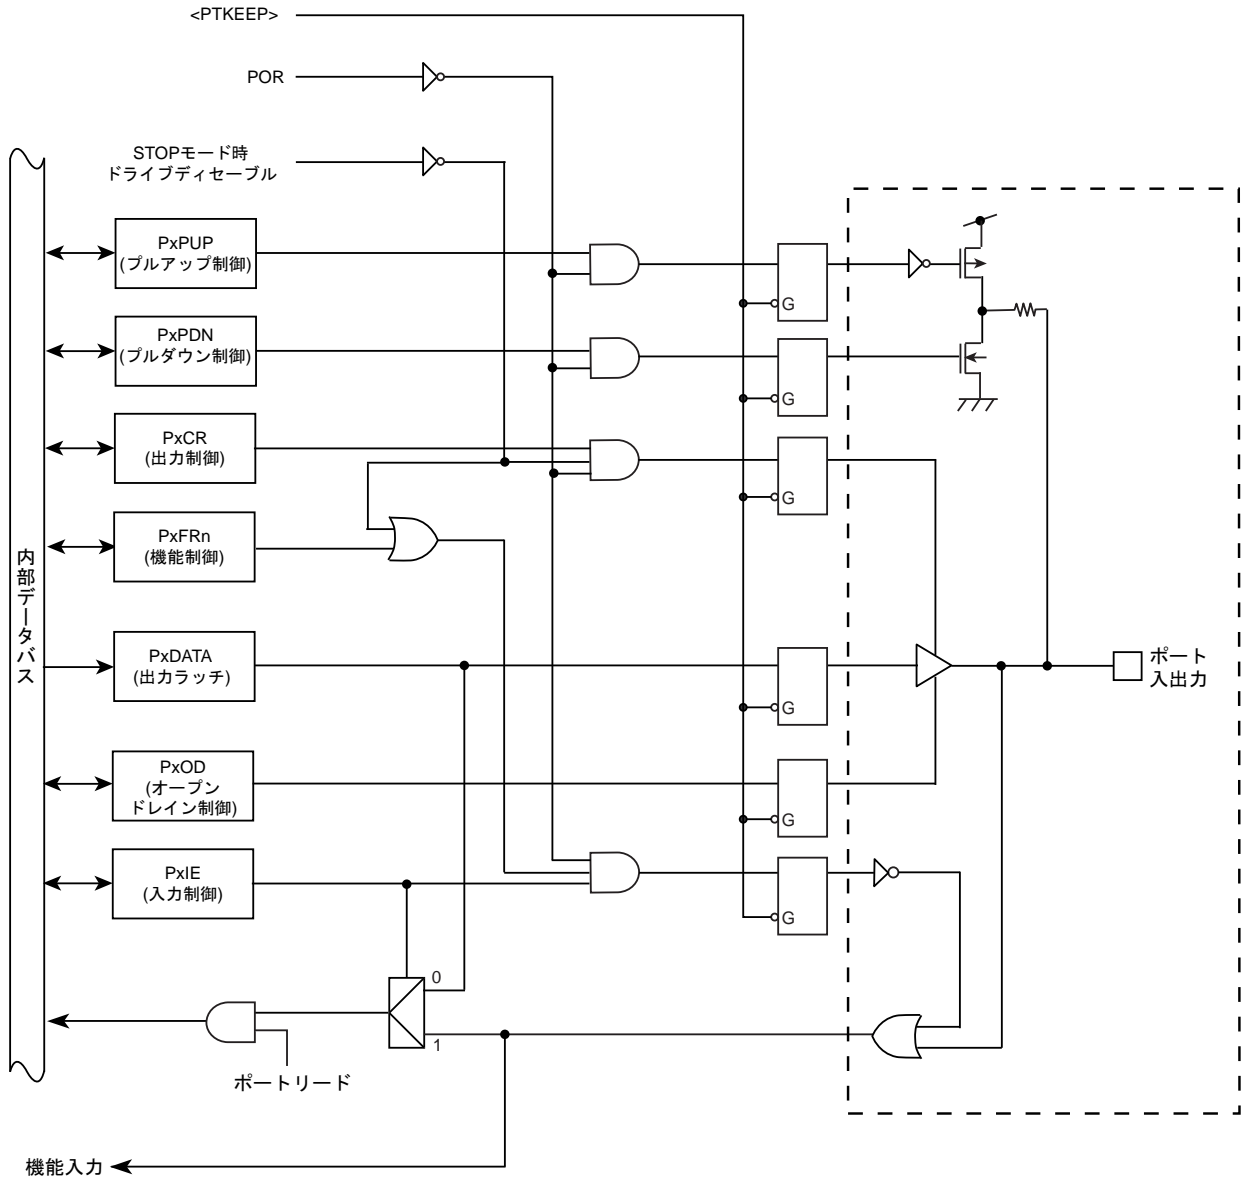 <PTKEEP>
POR
STOPモード時
ドライブディセーブル
PxPUP
(プルアップ制御)
G
PxPDN
(プルダウン制御)
G
PxCR
(出力制御)
G
PxFRn
(機能制御)
内部データバス
PxDATA
(出力ラッチ)
G
ポート
入出力
PxOD
(オープン
ドレイン制御)
G
PxIE
(入力制御)
G
0
1
ポートリード
機能入力